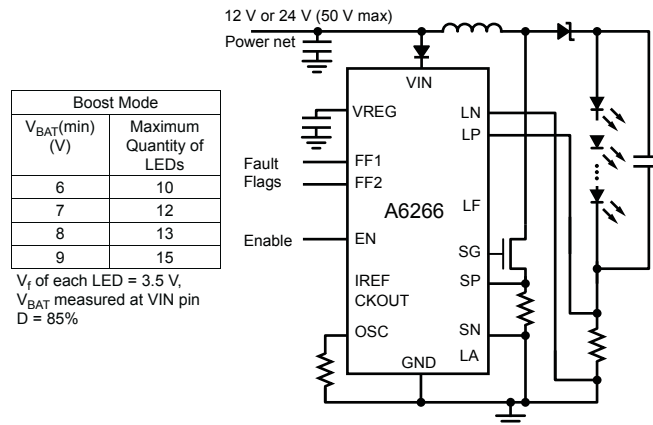 12 V or 24 V (50 V max)
Power net
Boost Mode
V_BAT(min)
(V)
Maximum
Quantity of
LEDs
6 10
7 12
8 13
9 15
V_f of each LED = 3.5 V,
V_BAT measured at VIN pin
D = 85%
VIN
VREG
LN
LP
Fault
Flags
FF1
FF2
A6266
LF
Enable
EN
SG
IREF
CKOUT
SP
OSC
SN
LA
GND